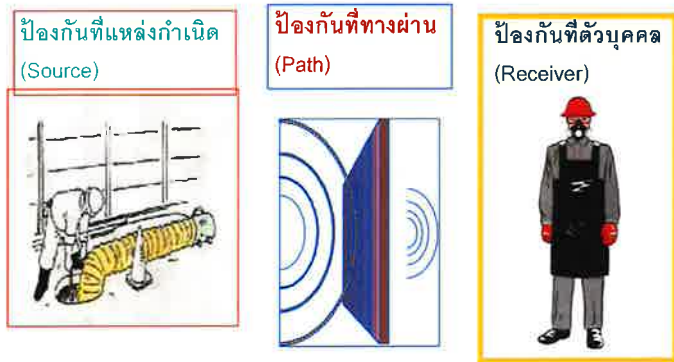 ป้องกันที่แหล่งกำเนิด
(Source)
ป้องกันที่ทางผ่าน
(Path)
ป้องกันที่ตัวบุคคล
(Receiver)